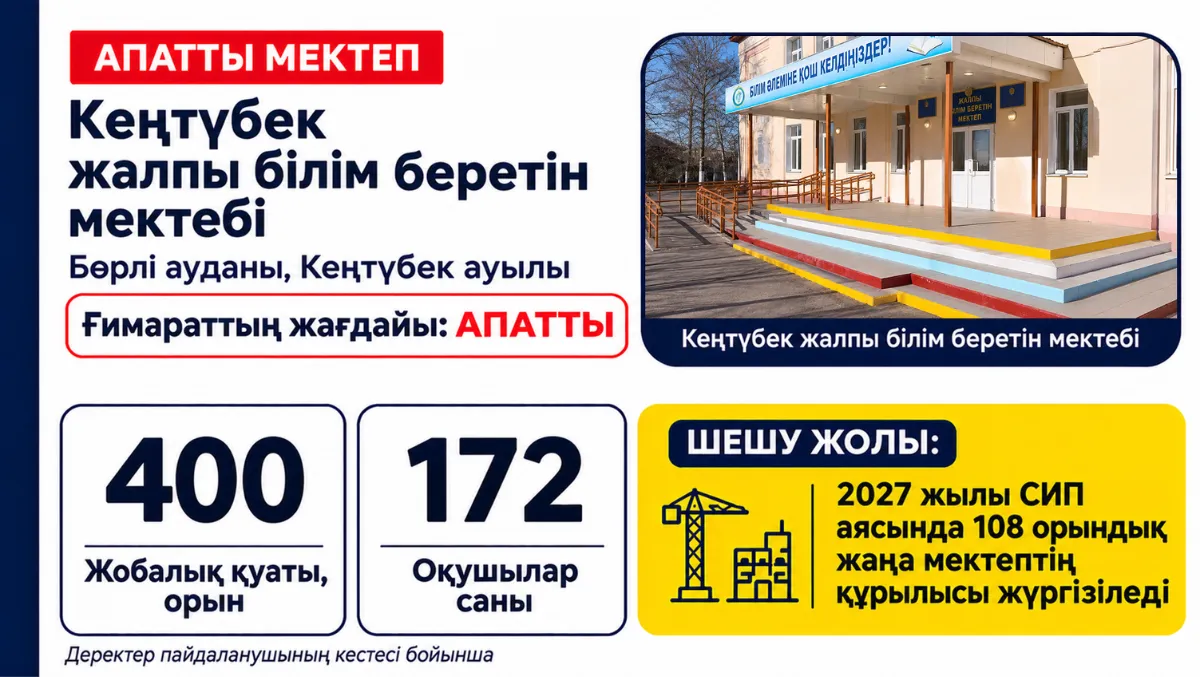 АПАТТЫ МЕКТЕП
Кеңтүбек
жалпы білім беретін
мектебі
Бөрлі ауданы, Кеңтүбек ауылы
Ғимараттың жағдайы: АПАТТЫ
БІЛІМ ӘЛЕМІНЕ ҚОШ КЕЛДІҢІЗДЕР!
ЖАЛПЫ
БІЛІМ БЕРЕТІН
МЕКТЕП
Кеңтүбек жалпы білім беретін мектебі
400
Жобалық қуаты,
орын
172
Оқушылар
саны
ШЕШУ ЖОЛЫ:
2027 жылы СИП
аясында 108 орындық
жаңа мектептің
құрылысы жүргізіледі
Деректер пайдаланушының кестесі бойынша